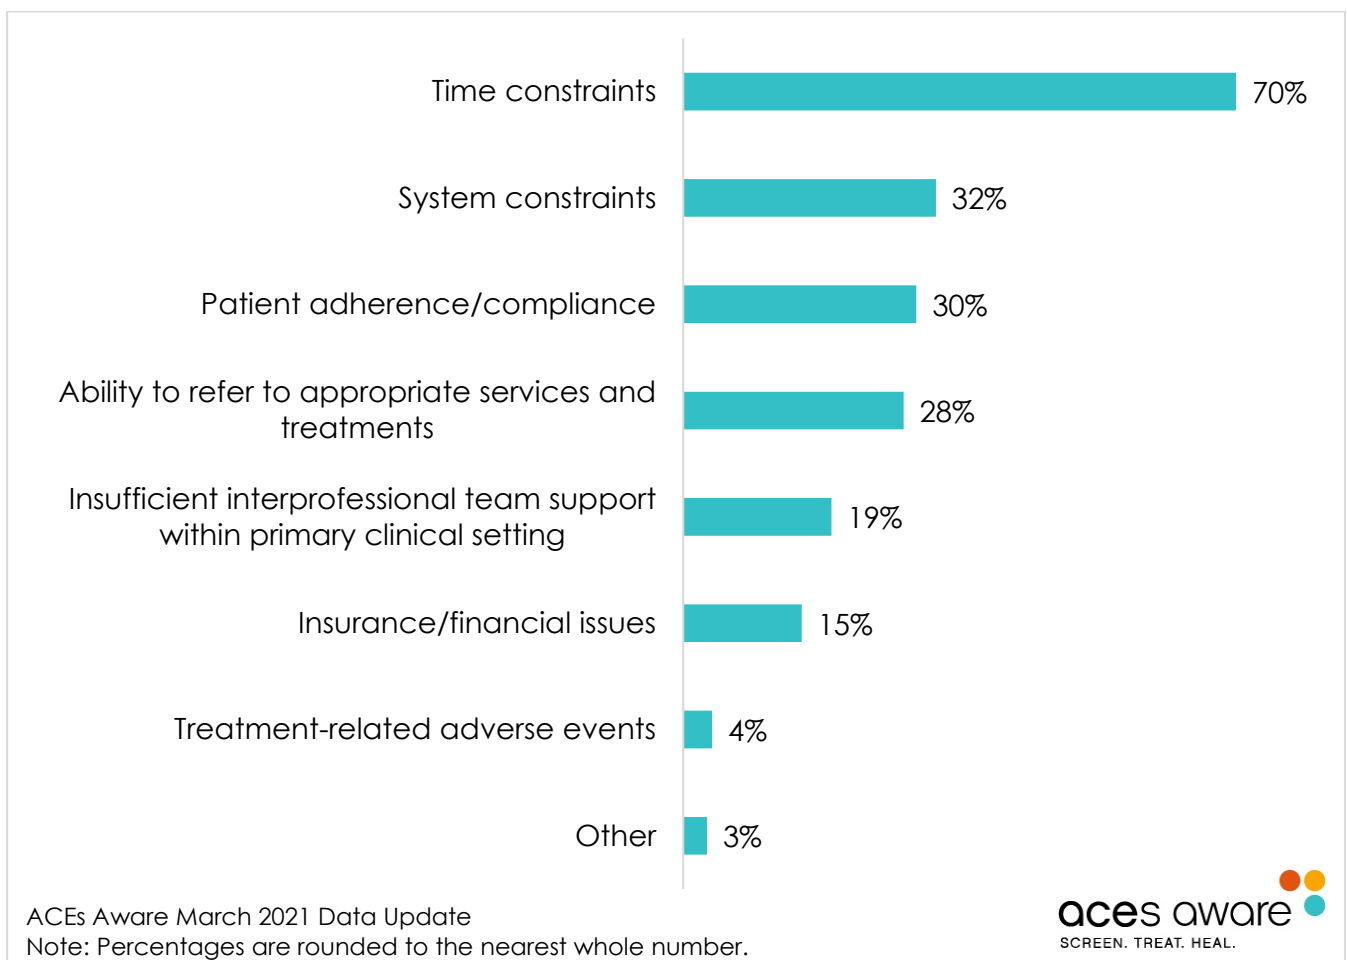 Time constraints
70%
System constraints
32%
Patient adherence/compliance
30%
Ability to refer to appropriate services and
treatments
28%
Insufficient interprofessional team support
within primary clinical setting
19%
Insurance/financial issues
15%
Treatment-related adverse events
4%
Other
3%
ACEs Aware March 2021 Data Update
Note: Percentages are rounded to the nearest whole number.
aces aware
SCREEN. TREAT. HEAL.